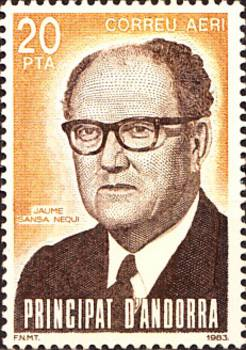 20
PTA
CORREU AERI
JAUME
SANSA NEQUI
PRINCIPAT D'ANDORRA
F.N.M.T.
1983